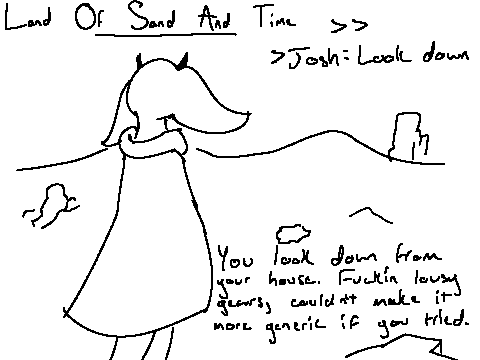 Land Of Sand And Time >>
>Josh: Look down
You look down from
your house. Fuckin lousy
gears, couldn't make it
more generic if you tried.